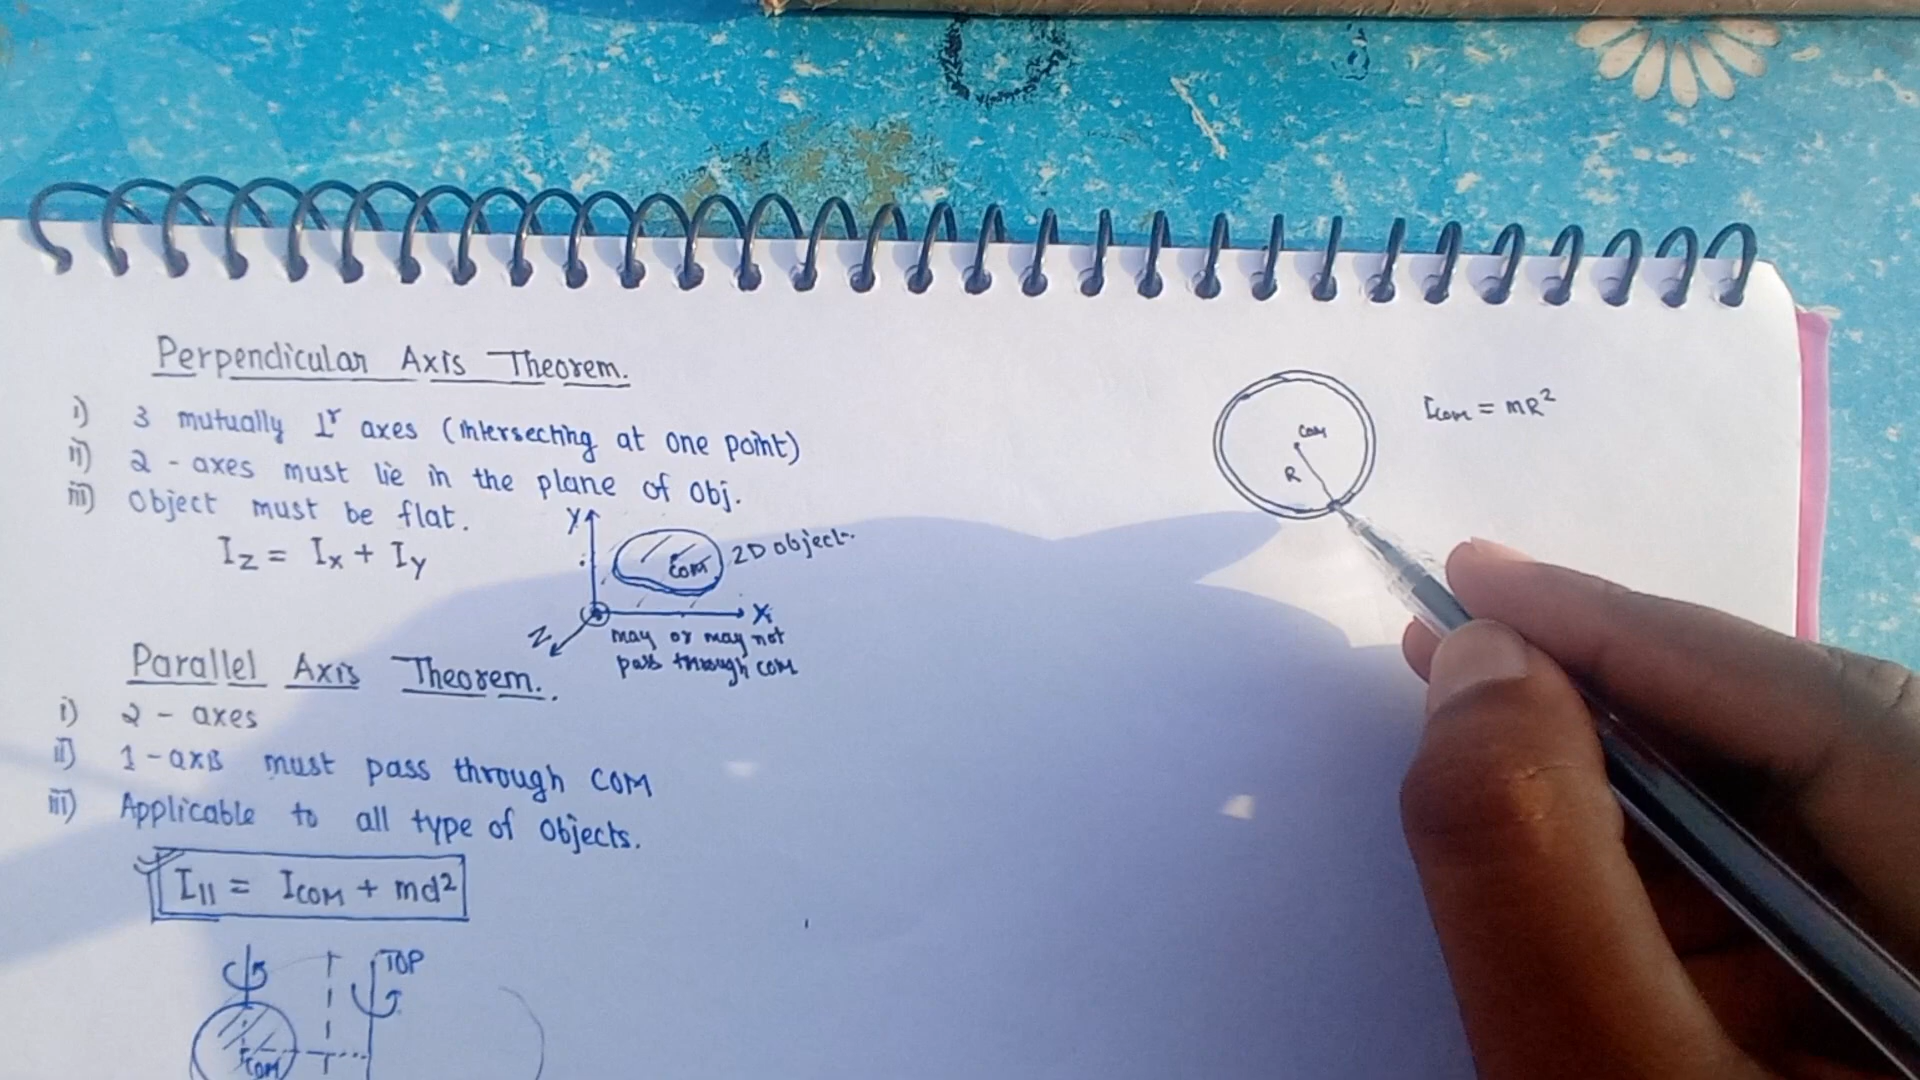 Perpendicular Axis Theorem.
i) 3 mutually ⊥r axes (intersecting at one point)
ii) 2 - axes must lie in the plane of Obj.
iii) Object must be flat.
Iz = Ix + Iy
Y
COM
2D object.
X
Z
may or may not
pass through COM
Parallel Axis Theorem.
i) 2 - axes
ii) 1 - axis must pass through COM
iii) Applicable to all type of Objects.
I|| = ICOM + md²
TOP
COM
COM
R
Icom = mR²